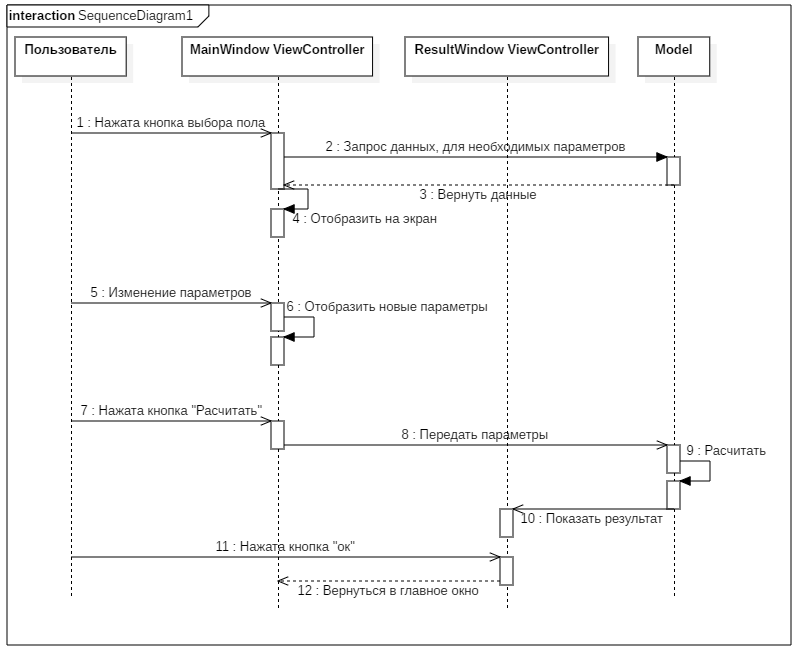 interaction SequenceDiagram1
Пользователь
MainWindow ViewController
ResultWindow ViewController
Model
1 : Нажата кнопка выбора пола
2 : Запрос данных, для необходимых параметров
3 : Вернуть данные
4 : Отобразить на экран
5 : Изменение параметров
6 : Отобразить новые параметры
7 : Нажата кнопка "Расчитать"
8 : Передать параметры
9 : Расчитать
10 : Показать результат
11 : Нажата кнопка "ок"
12 : Вернуться в главное окно